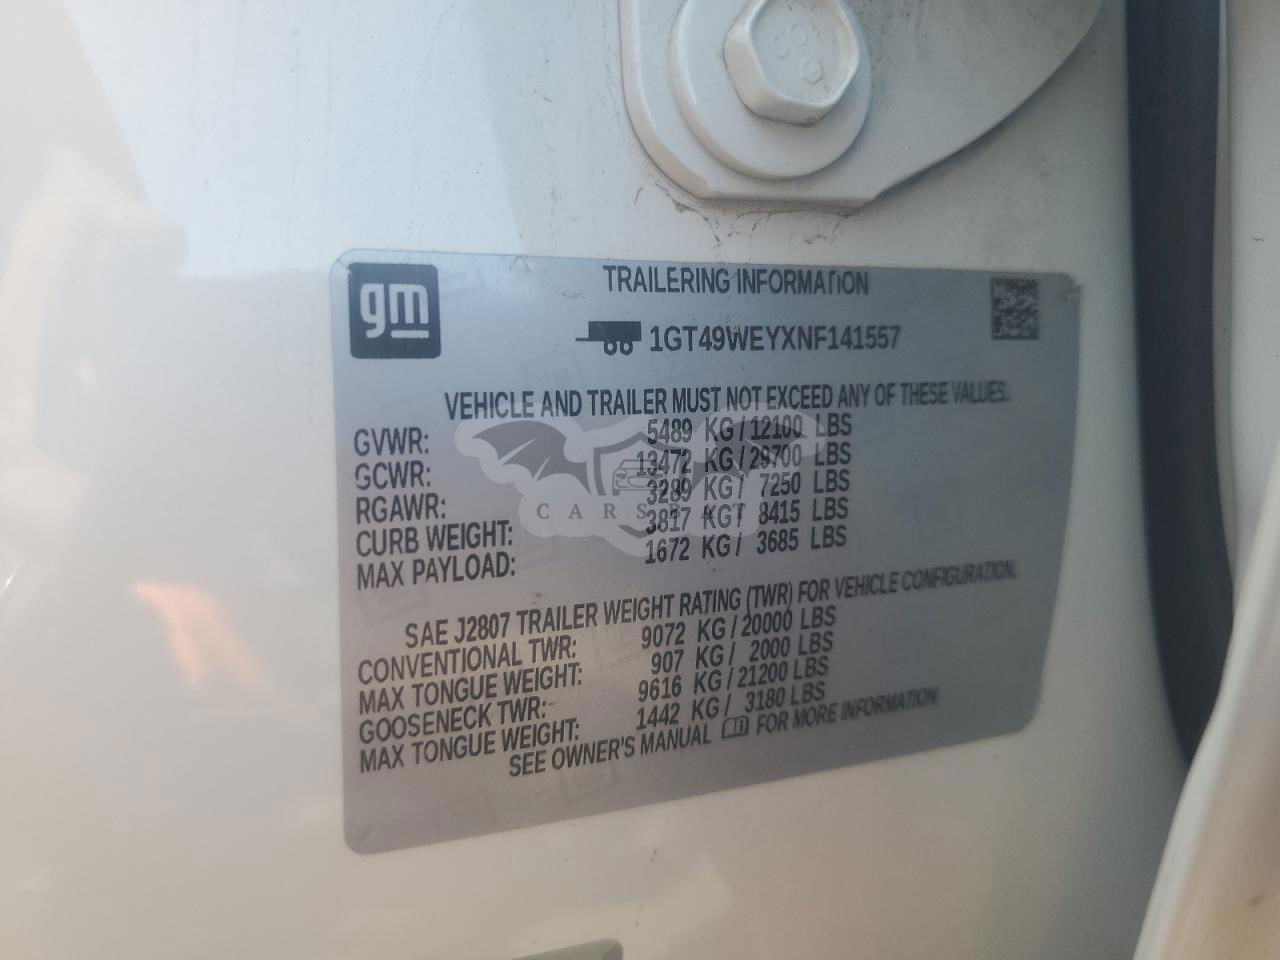 gm
TRAILERING INFORMATION
1GT49WEYXNF141557
VEHICLE AND TRAILER MUST NOT EXCEED ANY OF THESE VALUES.
GVWR: 5489 KG / 12100 LBS
GCWR: 13472 KG / 29700 LBS
RGAWR: 3289 KG / 7250 LBS
CURB WEIGHT: 3817 KG / 8415 LBS
MAX PAYLOAD: 1672 KG / 3685 LBS
SAE J2807 TRAILER WEIGHT RATING (TWR) FOR VEHICLE CONFIGURATION.
CONVENTIONAL TWR: 9072 KG / 20000 LBS
MAX TONGUE WEIGHT: 907 KG / 2000 LBS
GOOSENECK TWR: 9616 KG / 21200 LBS
MAX TONGUE WEIGHT: 1442 KG / 3180 LBS
SEE OWNER'S MANUAL FOR MORE INFORMATION